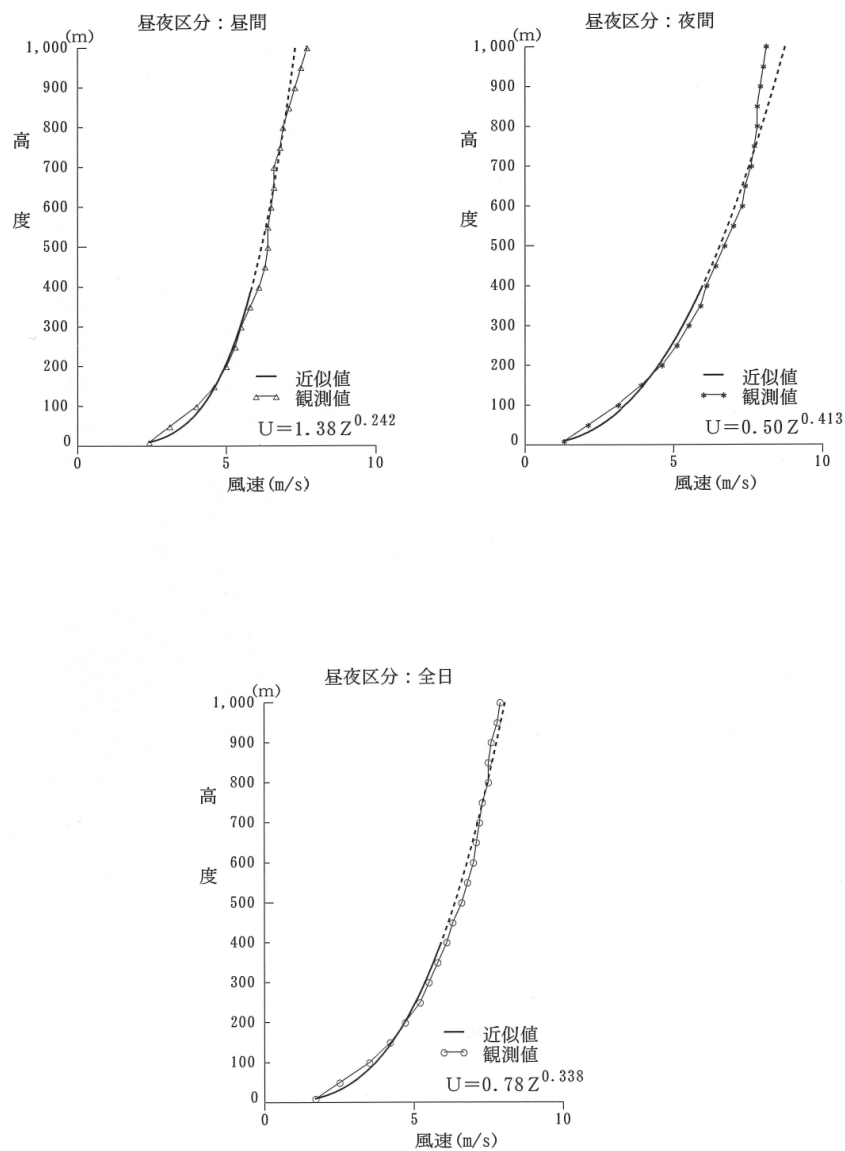 昼夜区分：昼間
(m)
1,000
900
800
700
600
500
400
300
200
100
0
高度
近似値
観測値
U=1.38Z^0.242
0 5 10
風速(m/s)
昼夜区分：夜間
(m)
1,000
900
800
700
600
500
400
300
200
100
0
高度
近似値
観測値
U=0.50Z^0.413
0 5 10
風速(m/s)
昼夜区分：全日
(m)
1,000
900
800
700
600
500
400
300
200
100
0
高度
近似値
観測値
U=0.78Z^0.338
0 5 10
風速(m/s)